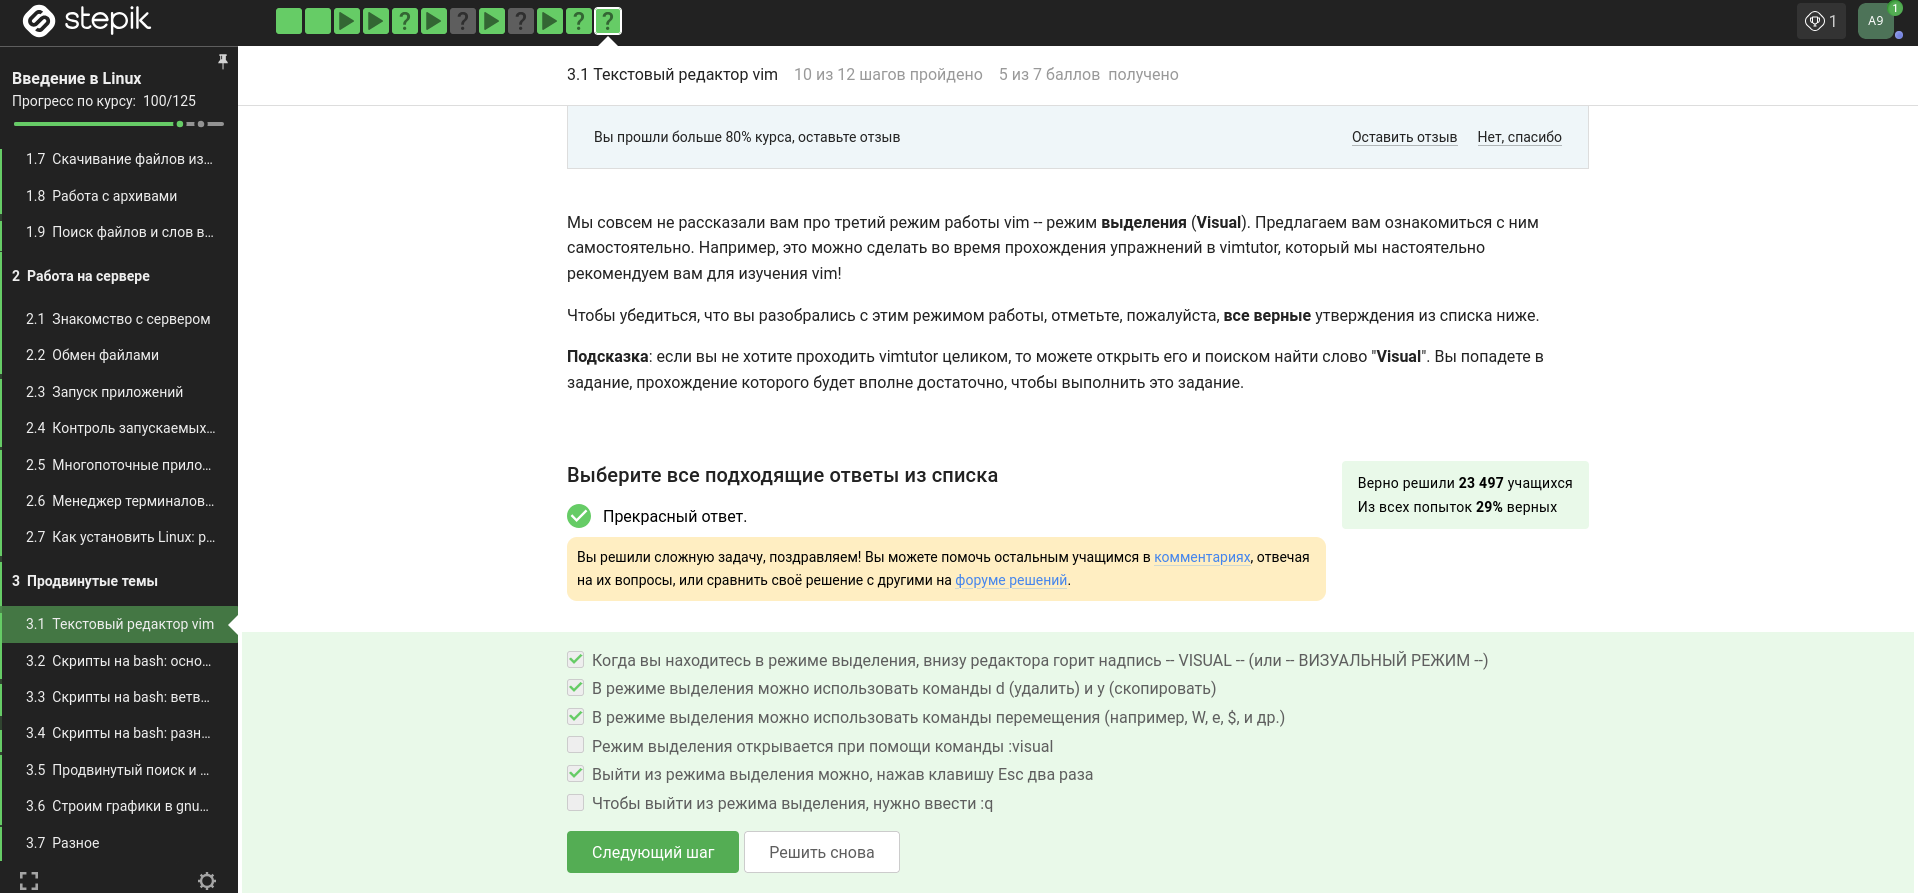 stepik
?
?
?
?
?
1
A9
1
Введение в Linux
Прогресс по курсу: 100/125
1.7 Скачивание файлов из…
1.8 Работа с архивами
1.9 Поиск файлов и слов в…
2 Работа на сервере
2.1 Знакомство с сервером
2.2 Обмен файлами
2.3 Запуск приложений
2.4 Контроль запускаемых…
2.5 Многопоточные прило…
2.6 Менеджер терминалов…
2.7 Как установить Linux: р…
3 Продвинутые темы
3.1 Текстовый редактор vim
3.2 Скрипты на bash: осно…
3.3 Скрипты на bash: ветв…
3.4 Скрипты на bash: разн…
3.5 Продвинутый поиск и …
3.6 Строим графики в gnu…
3.7 Разное
3.1 Текстовый редактор vim 10 из 12 шагов пройдено 5 из 7 баллов получено
Вы прошли больше 80% курса, оставьте отзыв Оставить отзыв Нет, спасибо
Мы совсем не рассказали вам про третий режим работы vim -- режим выделения (Visual). Предлагаем вам ознакомиться с ним
самостоятельно. Например, это можно сделать во время прохождения упражнений в vimtutor, который мы настоятельно
рекомендуем вам для изучения vim!
Чтобы убедиться, что вы разобрались с этим режимом работы, отметьте, пожалуйста, все верные утверждения из списка ниже.
Подсказка: если вы не хотите проходить vimtutor целиком, то можете открыть его и поиском найти слово "Visual". Вы попадете в
задание, прохождение которого будет вполне достаточно, чтобы выполнить это задание.
Выберите все подходящие ответы из списка
Верно решили 23 497 учащихся
Из всех попыток 29% верных
Прекрасный ответ.
Вы решили сложную задачу, поздравляем! Вы можете помочь остальным учащимся в комментариях, отвечая
на их вопросы, или сравнить своё решение с другими на форуме решений.
Когда вы находитесь в режиме выделения, внизу редактора горит надпись -- VISUAL -- (или -- ВИЗУАЛЬНЫЙ РЕЖИМ --)
В режиме выделения можно использовать команды d (удалить) и y (скопировать)
В режиме выделения можно использовать команды перемещения (например, W, e, $, и др.)
Режим выделения открывается при помощи команды :visual
Выйти из режима выделения можно, нажав клавишу Esc два раза
Чтобы выйти из режима выделения, нужно ввести :q
Следующий шаг Решить снова